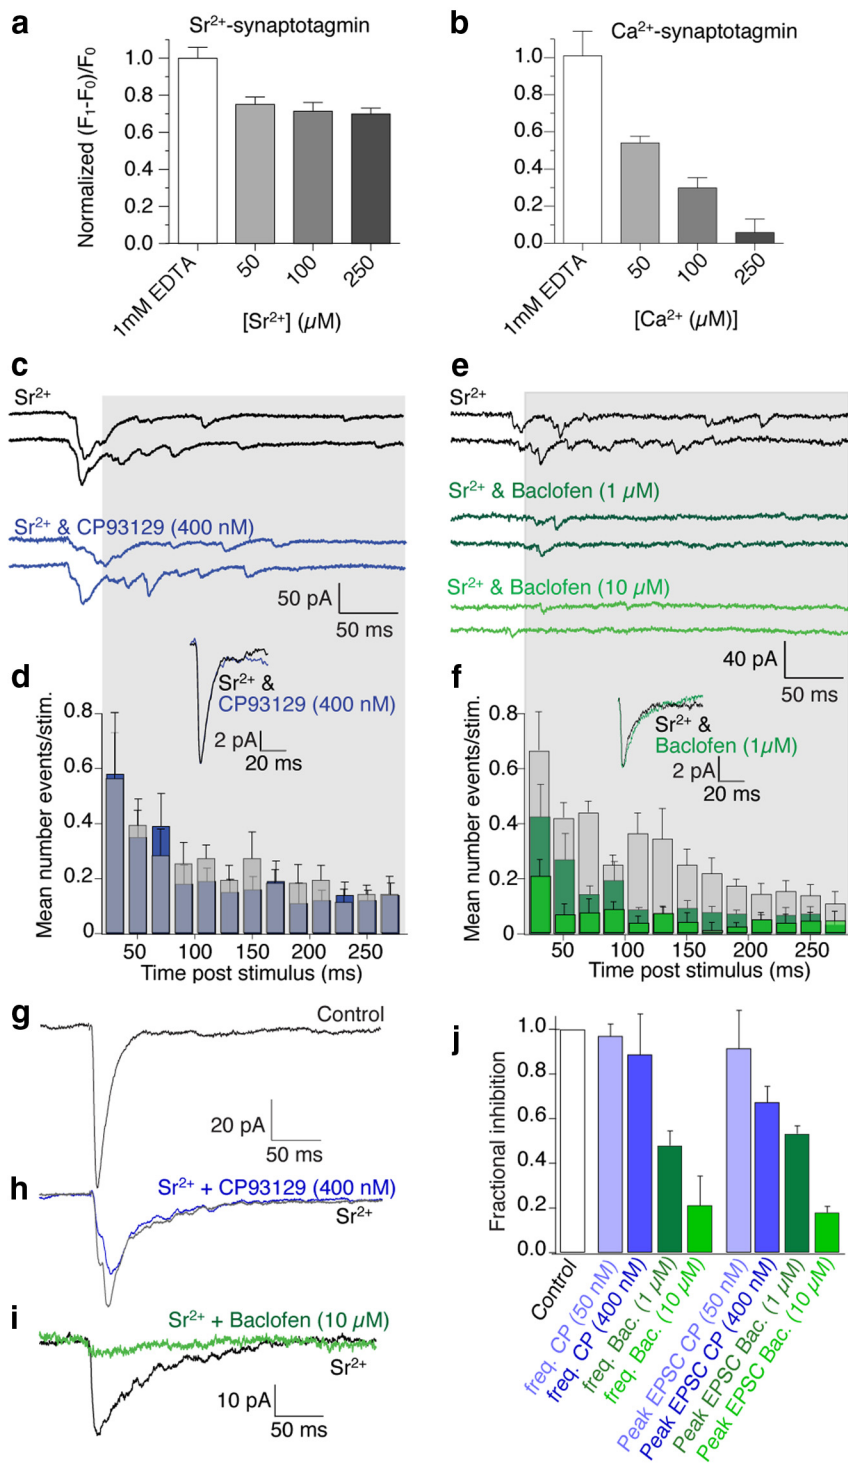 a
Sr²⁺-synaptotagmin
Normalized (F₁-F₀)/F₀
1.0
0.8
0.6
0.4
0.2
0.0
1mM EDTA
50
100
250
[Sr²⁺] (µM)
b
Ca²⁺-synaptotagmin
1.0
0.8
0.6
0.4
0.2
0.0
1mM EDTA
50
100
250
[Ca²⁺ (µM)]
c
Sr²⁺
Sr²⁺ & CP93129 (400 nM)
50 pA
50 ms
e
Sr²⁺
Sr²⁺ & Baclofen (1 µM)
Sr²⁺ & Baclofen (10 µM)
40 pA
50 ms
d
Sr²⁺ &
CP93129 (400 nM)
2 pA
20 ms
Mean number events/stim.
0.8
0.6
0.4
0.2
0
50
100
150
200
250
Time post stimulus (ms)
f
Sr²⁺ &
Baclofen (1µM)
2 pA
20 ms
Mean number events/stim.
0.8
0.6
0.4
0.2
0
50
100
150
200
250
Time post stimulus (ms)
g
Control
20 pA
50 ms
h
Sr²⁺ + CP93129 (400 nM)
Sr²⁺
i
Sr²⁺ + Baclofen (10 µM)
Sr²⁺
10 pA
50 ms
j
Fractional inhibition
1.0
0.8
0.6
0.4
0.2
0.0
Control
freq. CP (50 nM)
freq. CP (400 nM)
freq. Bac. (1 µM)
freq. Bac. (10 µM)
Peak EPSC CP (50 nM)
Peak EPSC CP (400 nM)
Peak EPSC Bac. (1 µM)
Peak EPSC Bac. (10 µM)